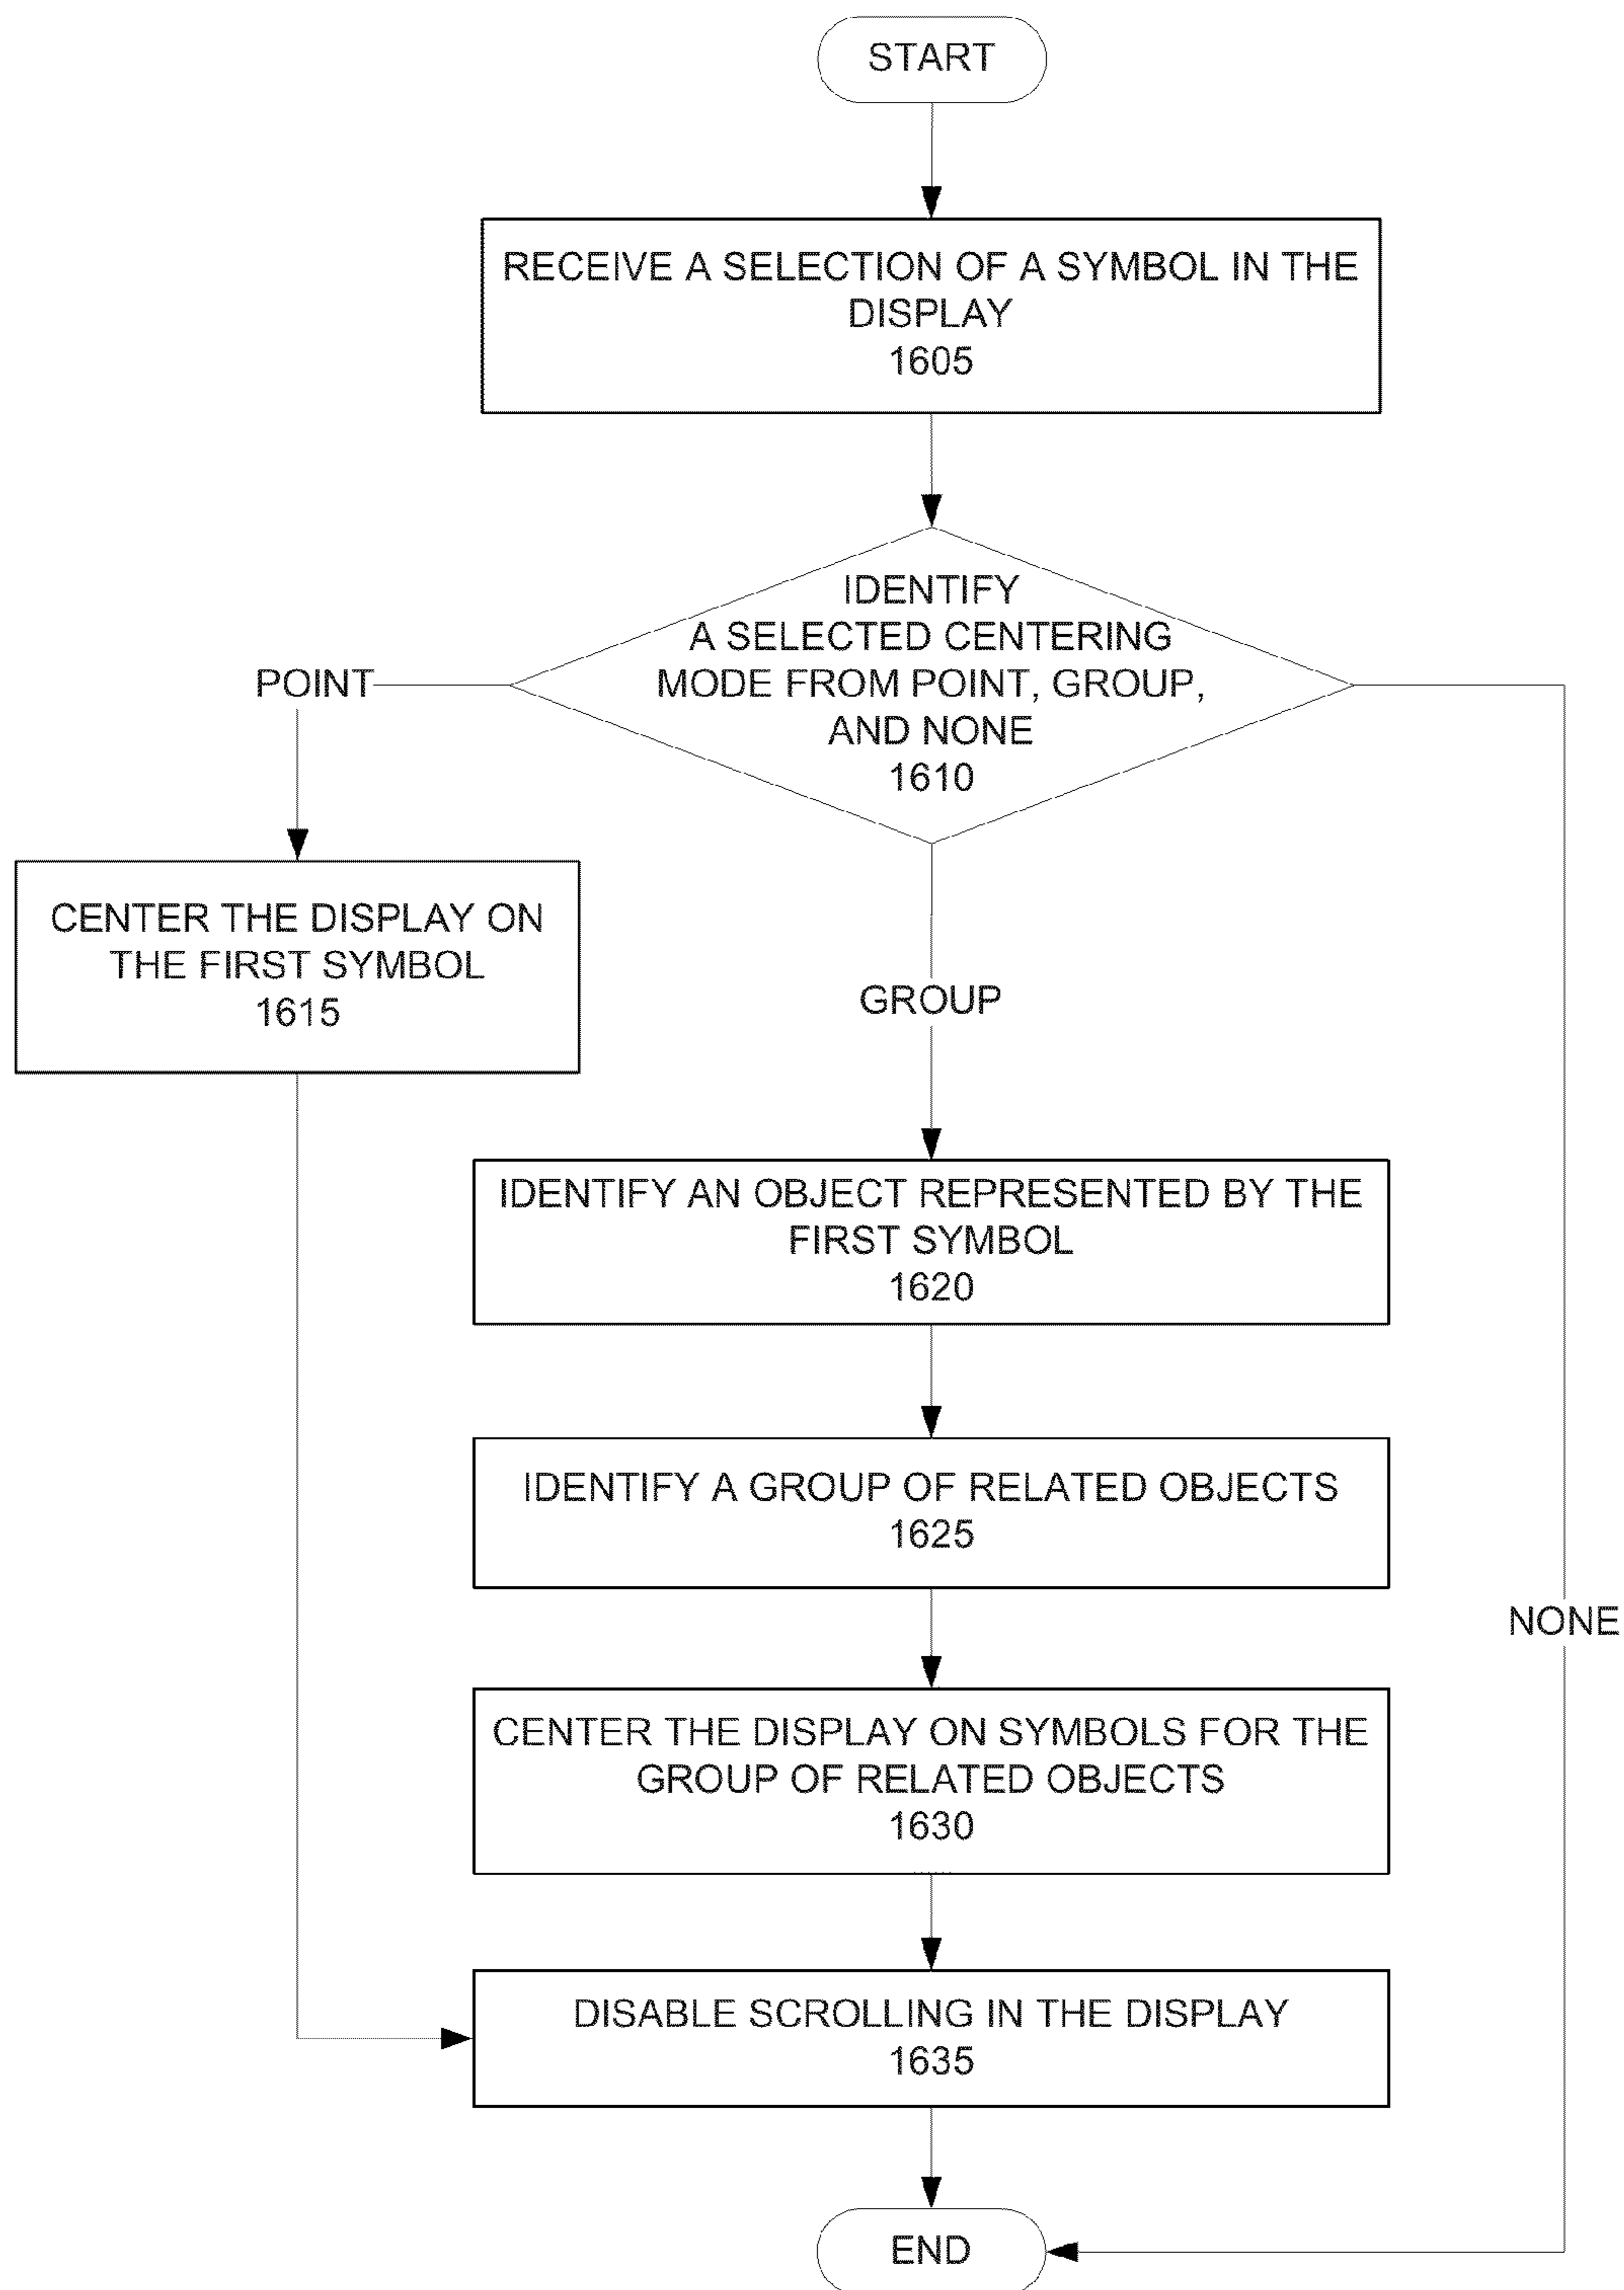 START
RECEIVE A SELECTION OF A SYMBOL IN THE
DISPLAY
1605
IDENTIFY
A SELECTED CENTERING
MODE FROM POINT, GROUP,
AND NONE
1610
POINT
CENTER THE DISPLAY ON
THE FIRST SYMBOL
1615
GROUP
IDENTIFY AN OBJECT REPRESENTED BY THE
FIRST SYMBOL
1620
IDENTIFY A GROUP OF RELATED OBJECTS
1625
NONE
CENTER THE DISPLAY ON SYMBOLS FOR THE
GROUP OF RELATED OBJECTS
1630
DISABLE SCROLLING IN THE DISPLAY
1635
END